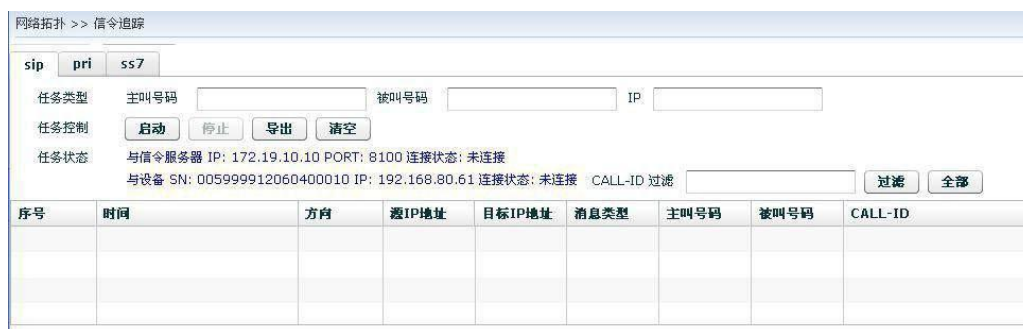 网络拓扑 >> 信令追踪
sip pri ss7
任务类型 主叫号码 被叫号码 IP
任务控制 启动 停止 导出 清空
任务状态 与信令服务器 IP: 172.19.10.10 PORT: 8100 连接状态: 未连接
与设备 SN: 005999912060400010 IP: 192.168.80.61 连接状态: 未连接 CALL-ID 过滤 过滤 全部
序号 时间 方向 源IP地址 目标IP地址 消息类型 主叫号码 被叫号码 CALL-ID